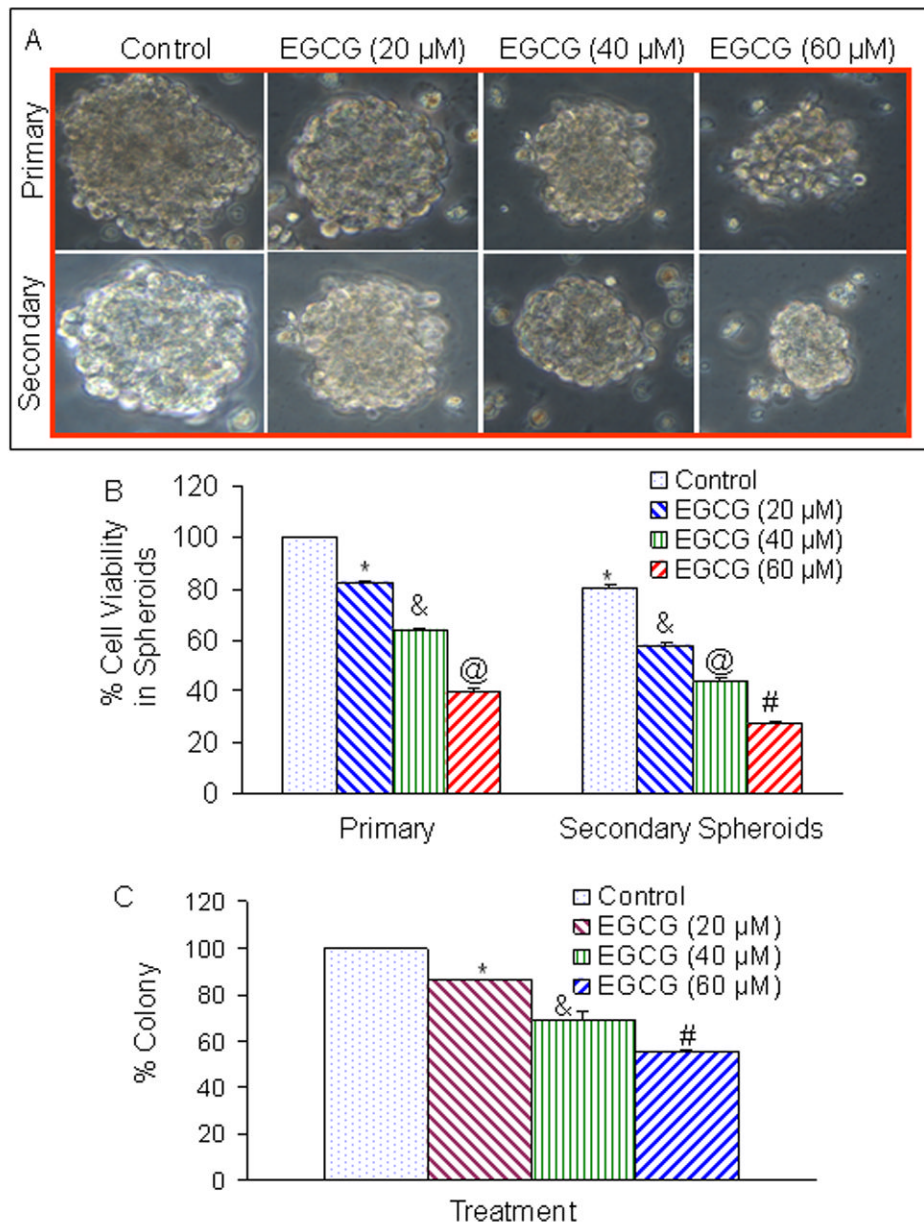 A
Control EGCG (20 µM) EGCG (40 µM) EGCG (60 µM)
Primary
Secondary
B
% Cell Viability
in Spheroids
120
100
80
60
40
20
0
*
&
@
*
&
@
#
Control
EGCG (20 µM)
EGCG (40 µM)
EGCG (60 µM)
Primary Secondary Spheroids
C
% Colony
120
100
80
60
40
20
0
*
&
#
Control
EGCG (20 µM)
EGCG (40 µM)
EGCG (60 µM)
Treatment